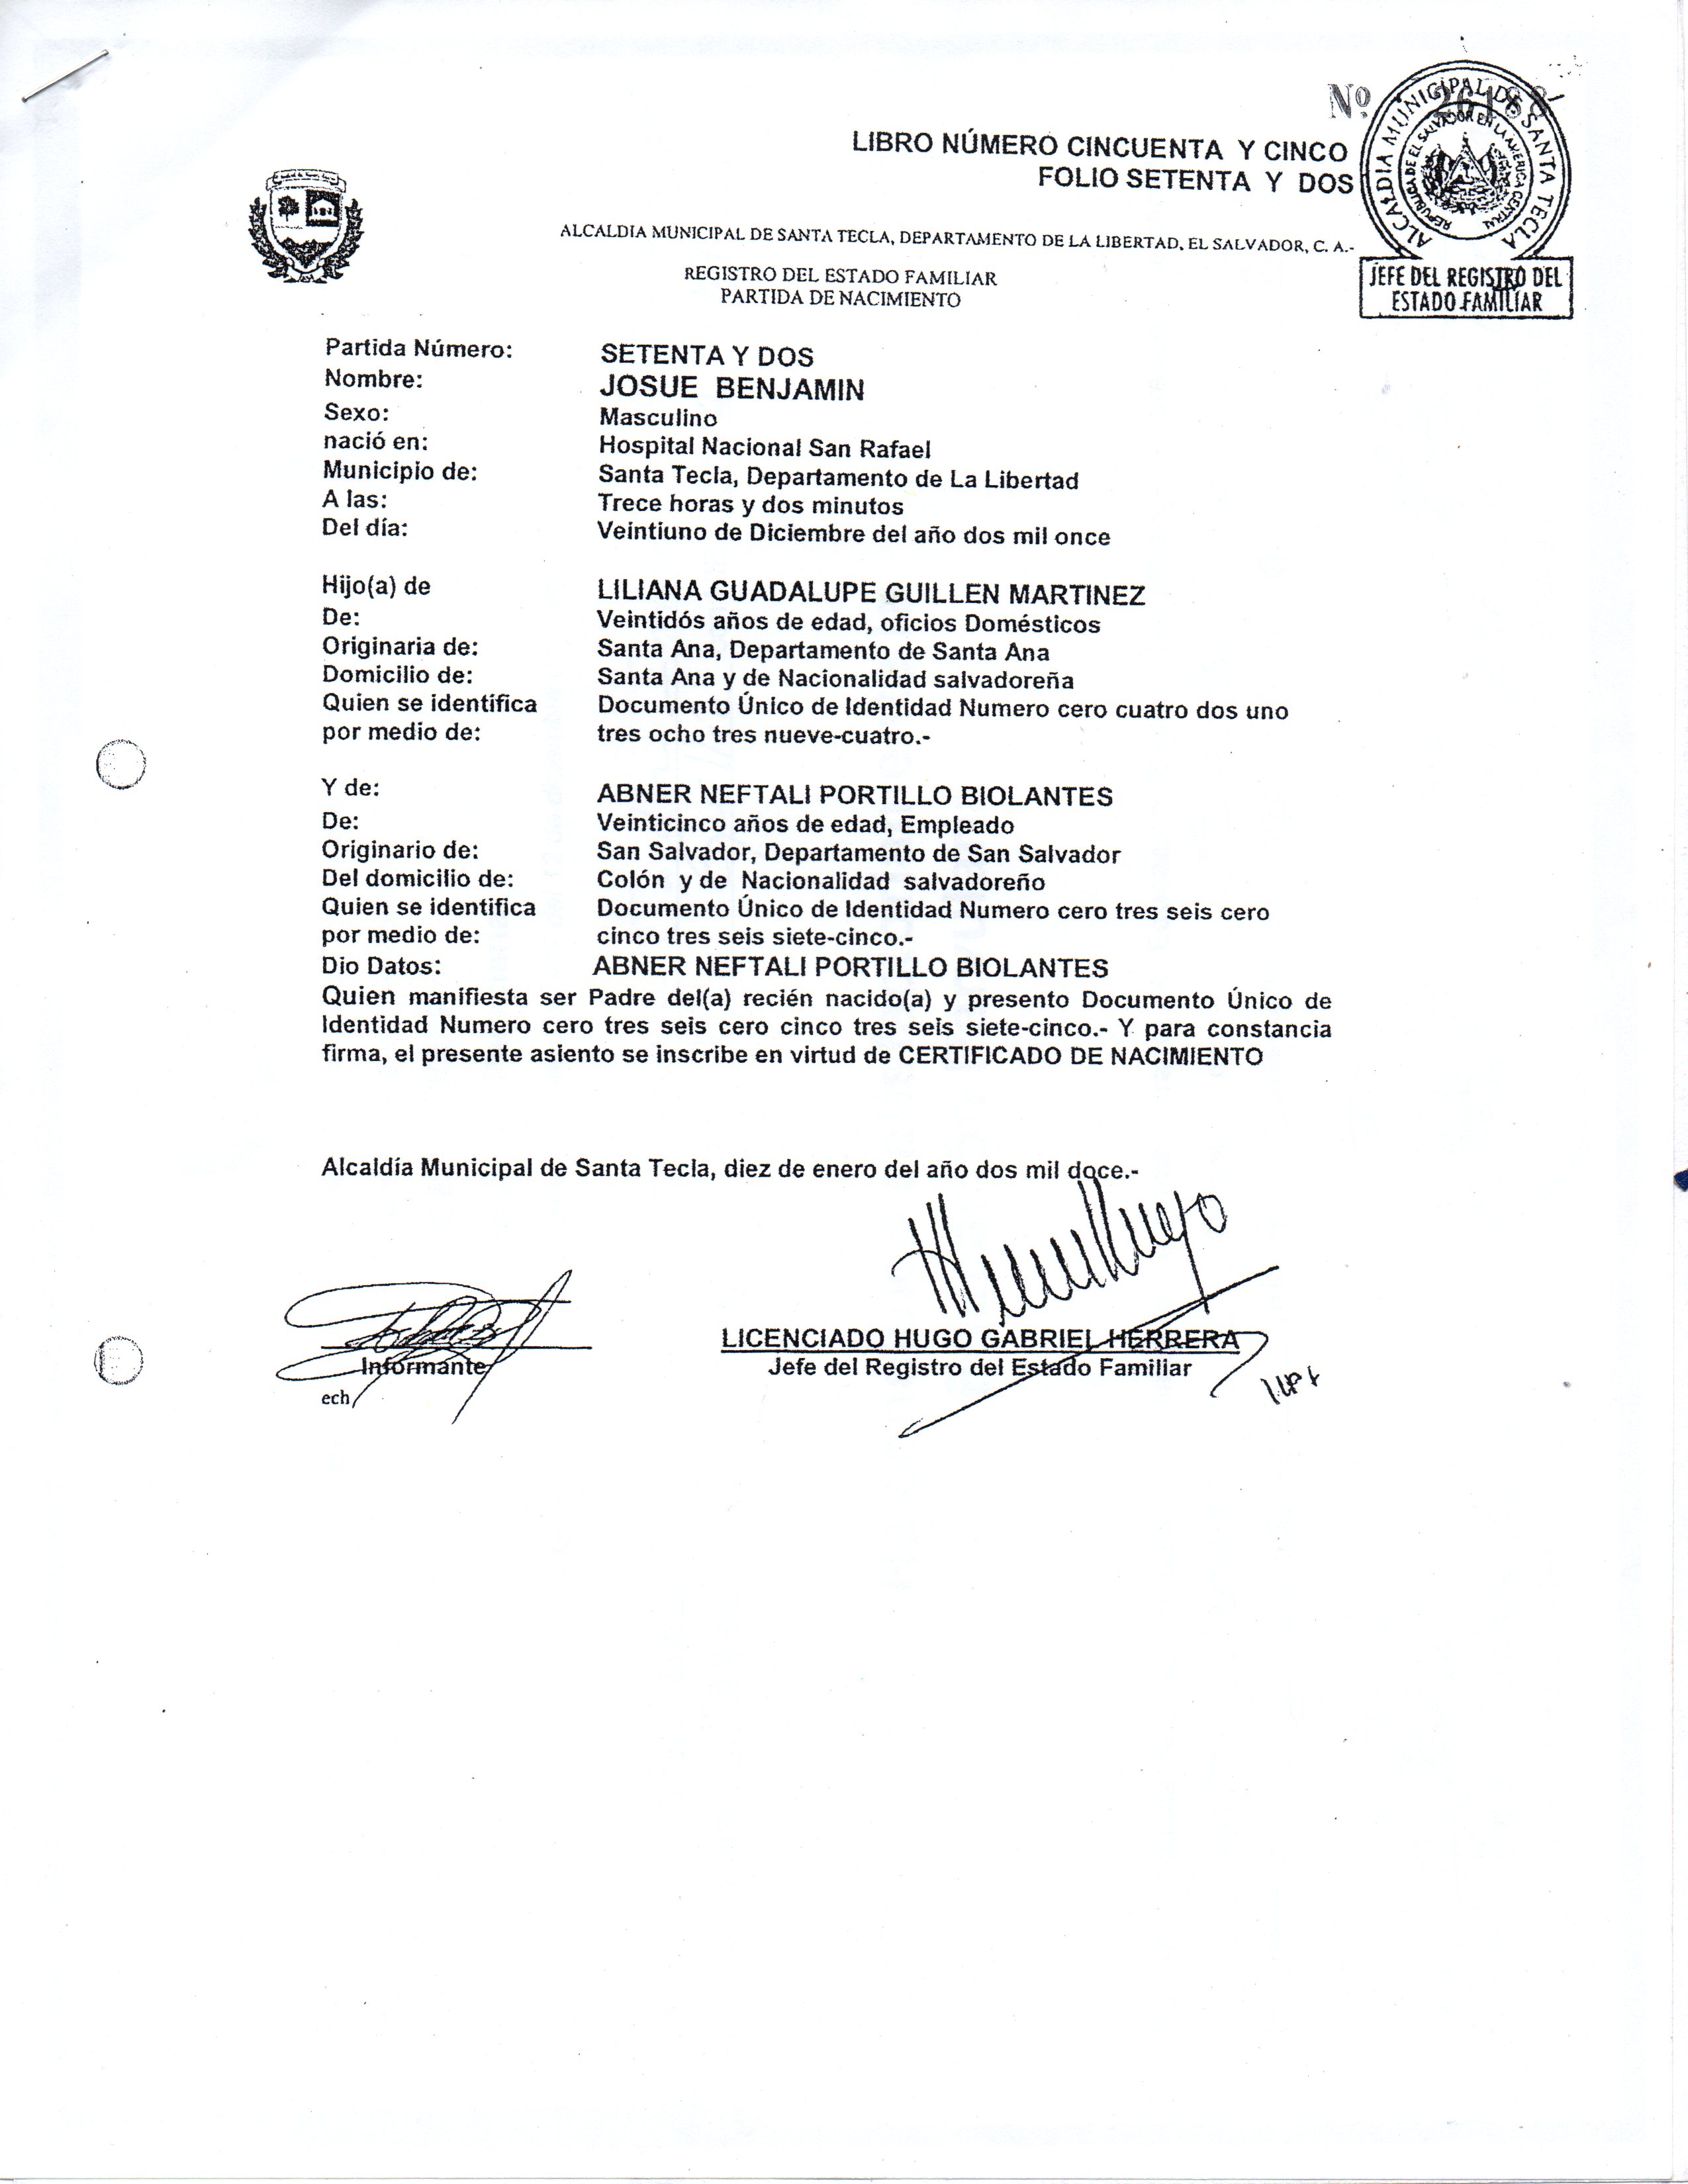 Nº
LIBRO NÚMERO CINCUENTA Y CINCO
FOLIO SETENTA Y DOS
ALCALDIA MUNICIPAL DE SANTA TECLA
REPUBLICA DE EL SALVADOR EN LA AMERICA CENTRAL
JEFE DEL REGISTRO DEL
ESTADO FAMILIAR
ALCALDIA MUNICIPAL DE SANTA TECLA, DEPARTAMENTO DE LA LIBERTAD, EL SALVADOR, C. A.-
REGISTRO DEL ESTADO FAMILIAR
PARTIDA DE NACIMIENTO
Partida Número: SETENTA Y DOS
Nombre: JOSUE BENJAMIN
Sexo: Masculino
nació en: Hospital Nacional San Rafael
Municipio de: Santa Tecla, Departamento de La Libertad
A las: Trece horas y dos minutos
Del día: Veintiuno de Diciembre del año dos mil once
Hijo(a) de LILIANA GUADALUPE GUILLEN MARTINEZ
De: Veintidós años de edad, oficios Domésticos
Originaria de: Santa Ana, Departamento de Santa Ana
Domicilio de: Santa Ana y de Nacionalidad salvadoreña
Quien se identifica Documento Único de Identidad Numero cero cuatro dos uno
por medio de: tres ocho tres nueve-cuatro.-
Y de: ABNER NEFTALI PORTILLO BIOLANTES
De: Veinticinco años de edad, Empleado
Originario de: San Salvador, Departamento de San Salvador
Del domicilio de: Colón y de Nacionalidad salvadoreño
Quien se identifica Documento Único de Identidad Numero cero tres seis cero
por medio de: cinco tres seis siete-cinco.-
Dio Datos: ABNER NEFTALI PORTILLO BIOLANTES
Quien manifiesta ser Padre del(a) recién nacido(a) y presento Documento Único de
Identidad Numero cero tres seis cero cinco tres seis siete-cinco.- Y para constancia
firma, el presente asiento se inscribe en virtud de CERTIFICADO DE NACIMIENTO
Alcaldía Municipal de Santa Tecla, diez de enero del año dos mil doce.-
LICENCIADO HUGO GABRIEL HERRERA
Informante
Jefe del Registro del Estado Familiar
ech